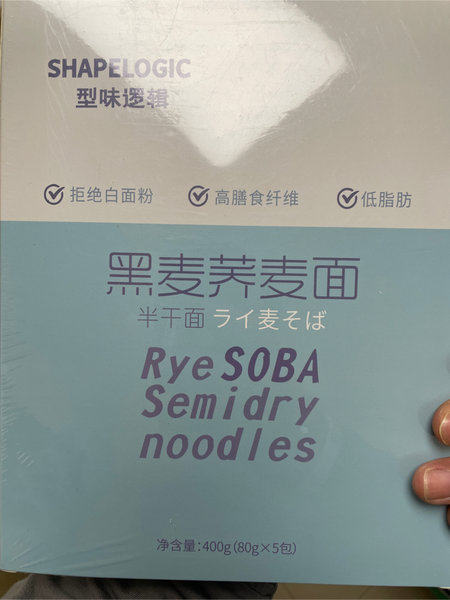 SHAPELOGIC
型味逻辑
拒绝白面粉 高膳食纤维 低脂肪
黑麦荞麦面
半干面 ライ麦そば
Rye SOBA
Semidry
noodles
净含量:400g(80g×5包)